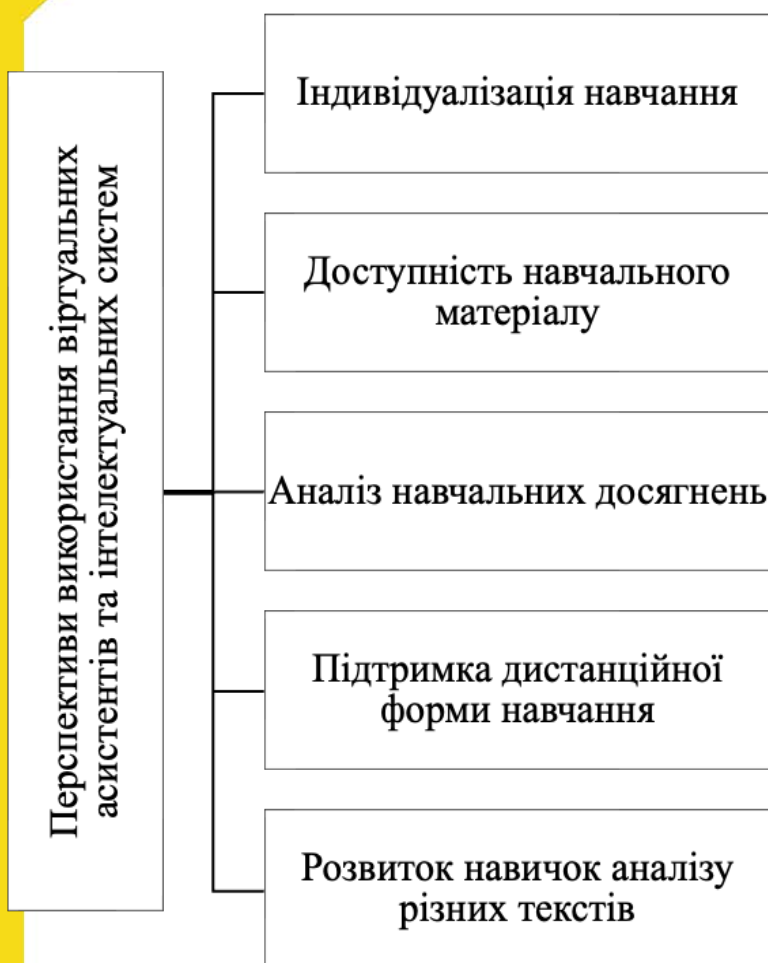 Перспективи використання віртуальних
асистентів та інтелектуальних систем
Індивідуалізація навчання
Доступність навчального
матеріалу
Аналіз навчальних досягнень
Підтримка дистанційної
форми навчання
Розвиток навичок аналізу
різних текстів